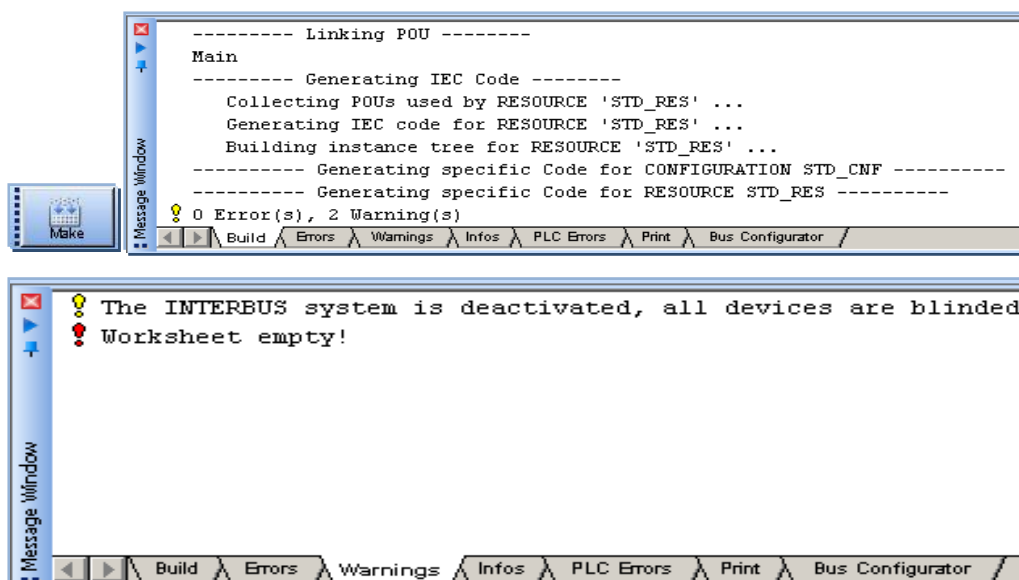 --------- Linking POU --------
Main
--------- Generating IEC Code --------
Collecting POUs used by RESOURCE 'STD_RES' ...
Generating IEC code for RESOURCE 'STD_RES' ...
Building instance tree for RESOURCE 'STD_RES' ...
---------- Generating specific Code for CONFIGURATION STD_CNF ----------
---------- Generating specific Code for RESOURCE STD_RES ----------
0 Error(s), 2 Warning(s)
Message Window
Make
Build Errors Warnings Infos PLC Errors Print Bus Configurator
The INTERBUS system is deactivated, all devices are blinded
Worksheet empty!
Message Window
Build Errors Warnings Infos PLC Errors Print Bus Configurator